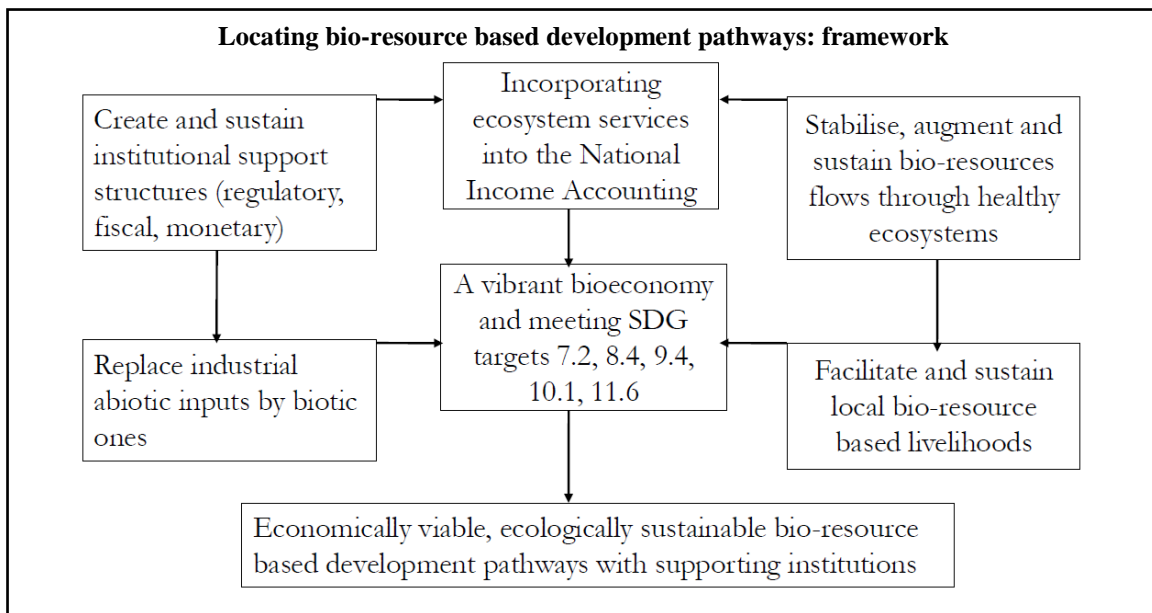 Locating bio-resource based development pathways: framework
Create and sustain
institutional support
structures (regulatory,
fiscal, monetary)
Incorporating
ecosystem services
into the National
Income Accounting
Stabilise, augment and
sustain bio-resources
flows through healthy
ecosystems
Replace industrial
abiotic inputs by biotic
ones
A vibrant bioeconomy
and meeting SDG
targets 7.2, 8.4, 9.4,
10.1, 11.6
Facilitate and sustain
local bio-resource
based livelihoods
Economically viable, ecologically sustainable bio-resource
based development pathways with supporting institutions